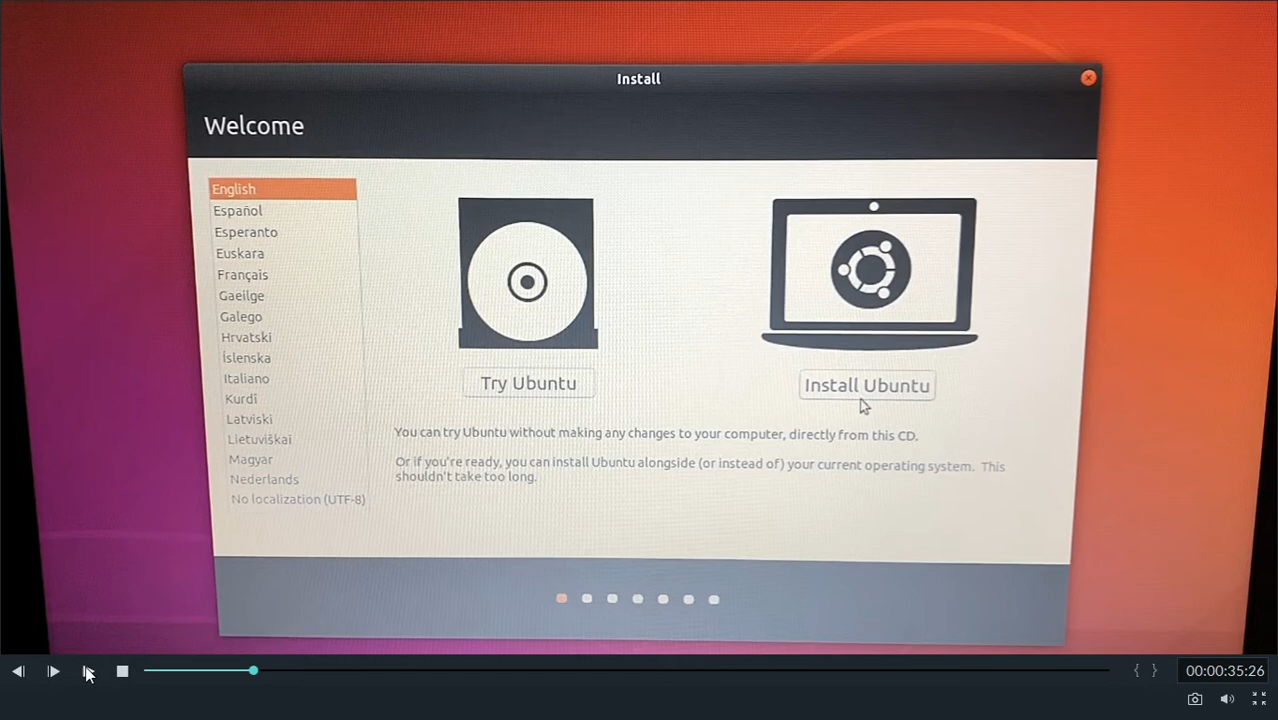 Install
Welcome
English
Español
Esperanto
Euskara
Français
Gaeilge
Galego
Hrvatski
Íslenska
Italiano
Kurdî
Latviski
Lietuviškai
Magyar
Nederlands
No localization (UTF-8)
Try Ubuntu
Install Ubuntu
You can try Ubuntu without making any changes to your computer, directly from this CD.
Or if you're ready, you can install Ubuntu alongside (or instead of) your current operating system. This
shouldn't take too long.
{ }
00:00:35:26